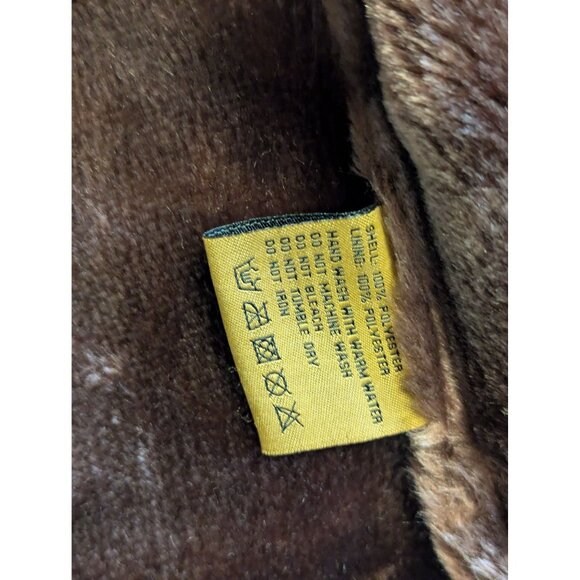 SHELL: 100% POLYESTER
LINING: 100% POLYESTER
HAND WASH WITH WARM WATER
DO NOT MACHINE WASH
DO NOT BLEACH
DO NOT TUMBLE DRY
DO NOT IRON